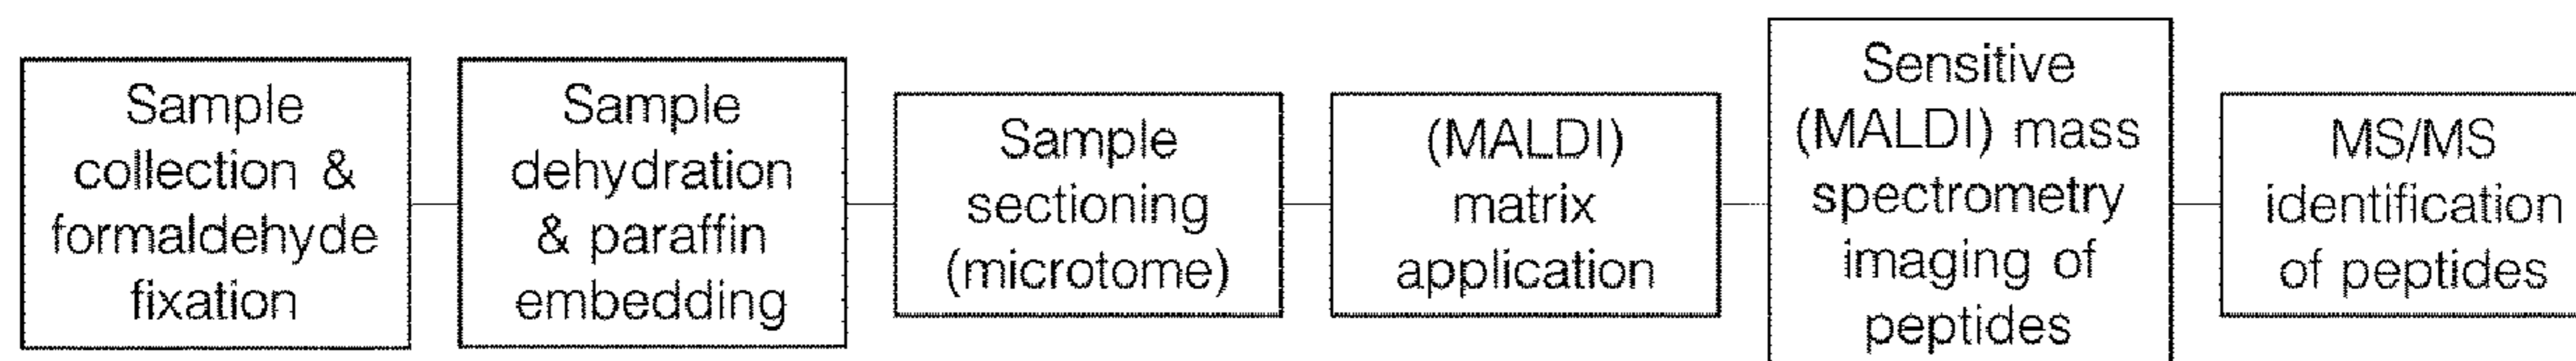 Sample
collection &
formaldehyde
fixation
Sample
dehydration
& paraffin
embedding
Sample
sectioning
(microtome)
(MALDI)
matrix
application
Sensitive
(MALDI) mass
spectrometry
imaging of
peptides
MS/MS
identification
of peptides